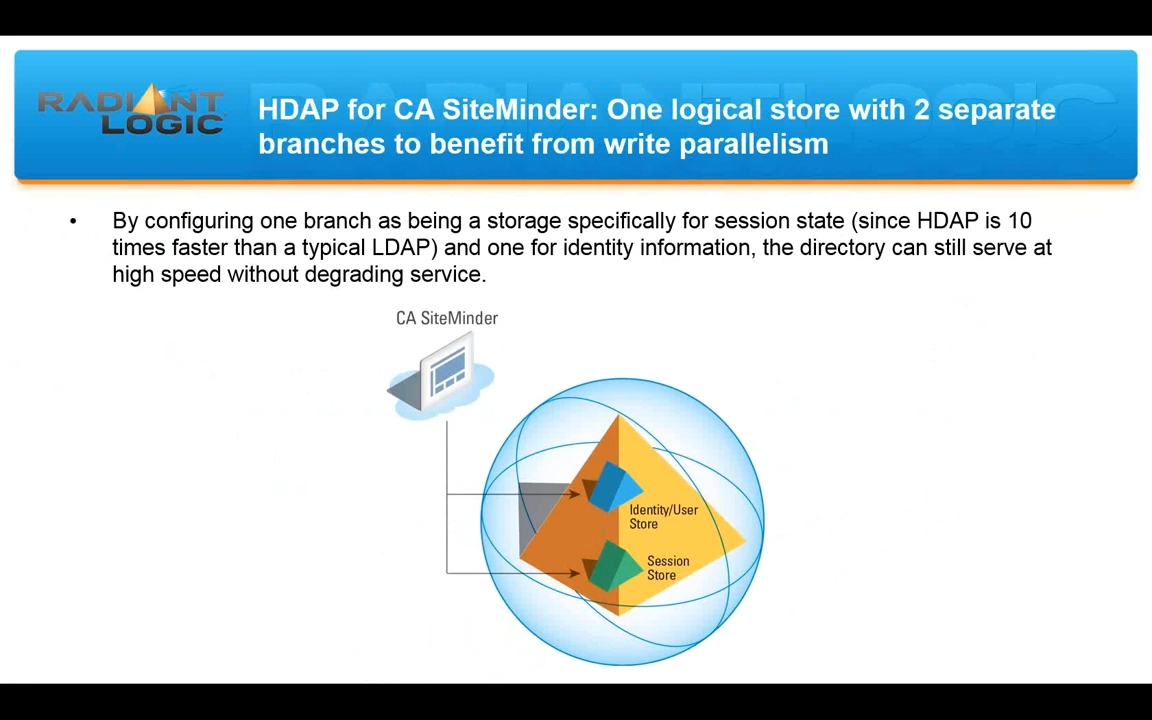 RADIANT
LOGIC
HDAP for CA SiteMinder: One logical store with 2 separate
branches to benefit from write parallelism
• By configuring one branch as being a storage specifically for session state (since HDAP is 10
times faster than a typical LDAP) and one for identity information, the directory can still serve at
high speed without degrading service.
CA SiteMinder
Identity/User
Store
Session
Store